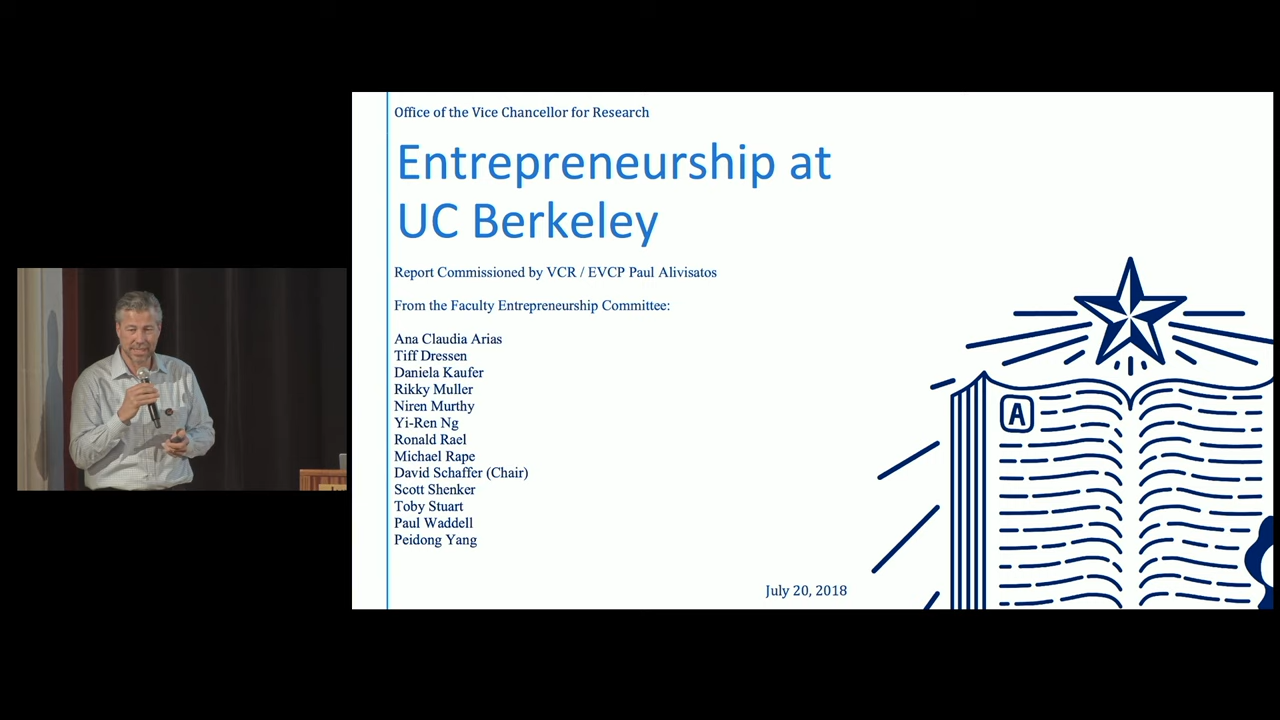 Office of the Vice Chancellor for Research
Entrepreneurship at
UC Berkeley
Report Commissioned by VCR / EVCP Paul Alivisatos
From the Faculty Entrepreneurship Committee:
Ana Claudia Arias
Tiff Dressen
Daniela Kaufer
Rikky Muller
Niren Murthy
Yi-Ren Ng
Ronald Rael
Michael Rape
David Schaffer (Chair)
Scott Shenker
Toby Stuart
Paul Waddell
Peidong Yang
July 20, 2018
A